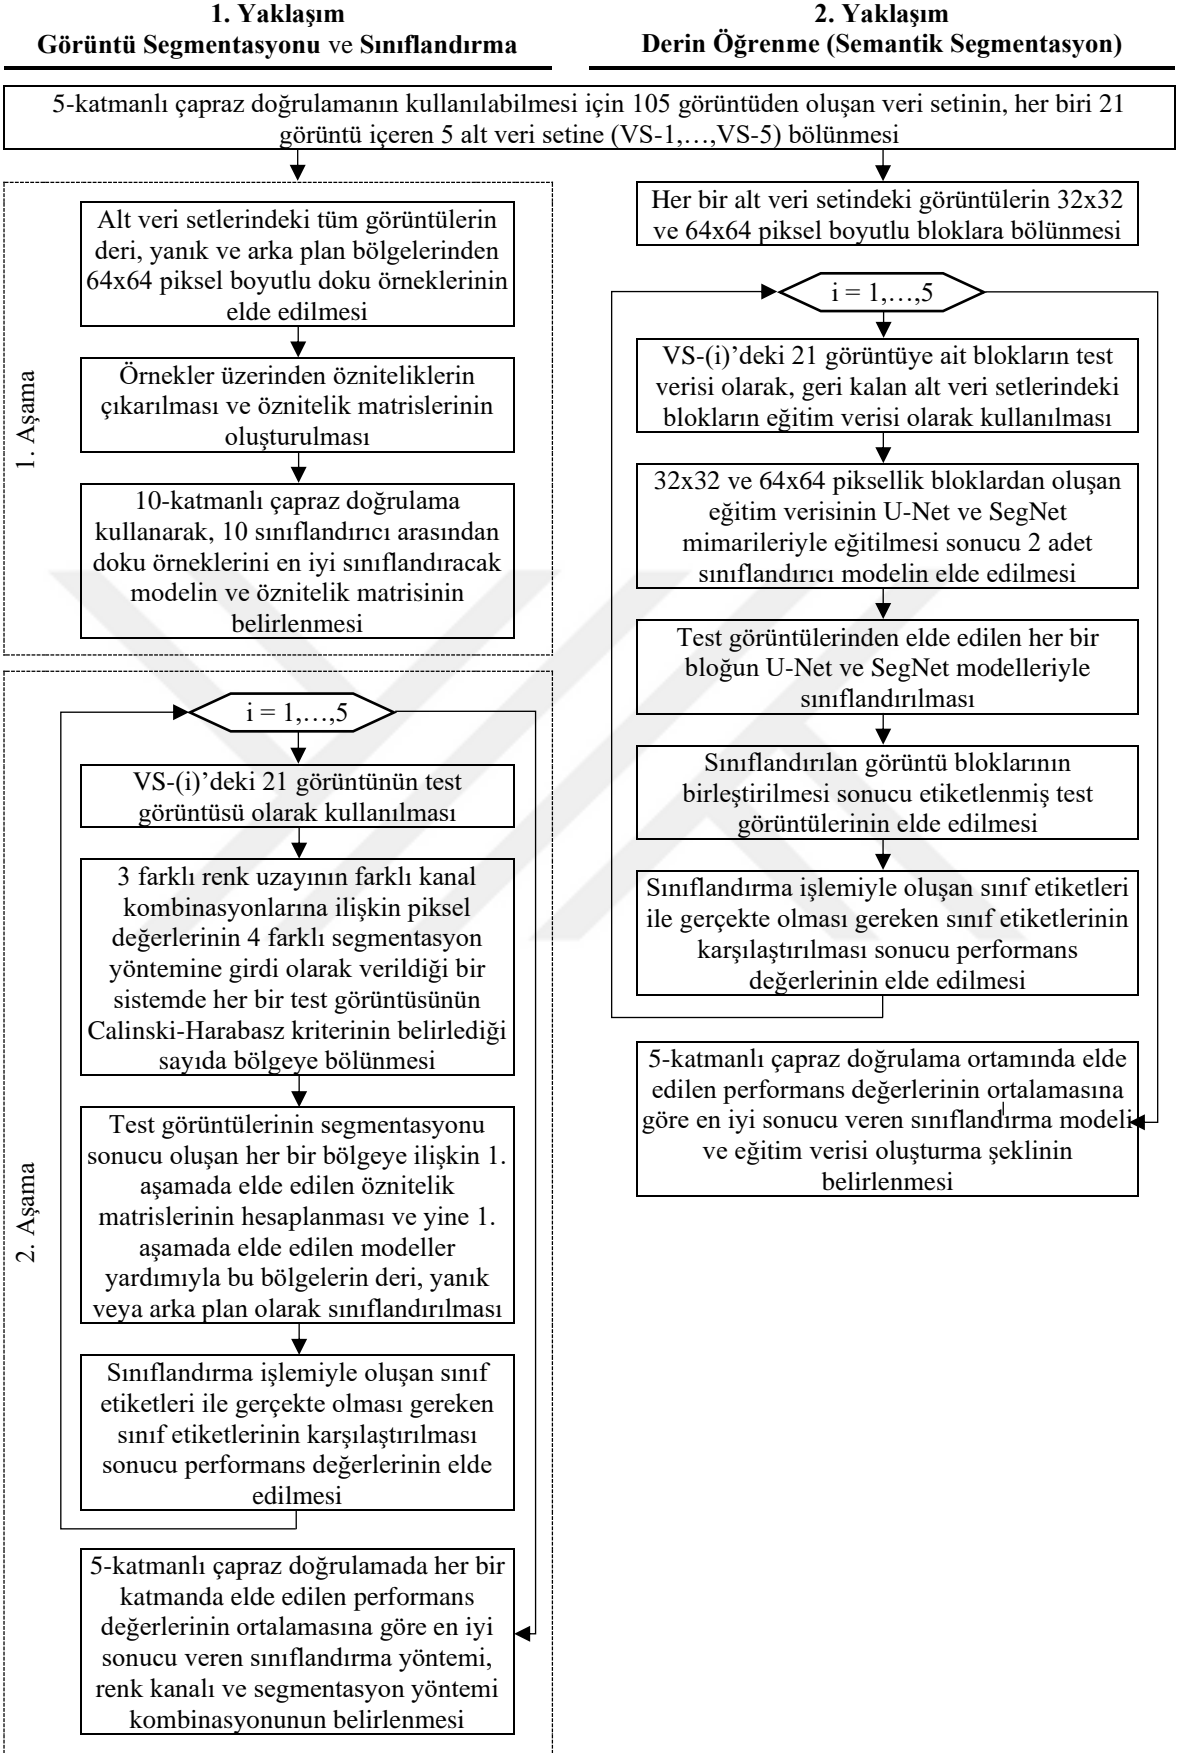 1. Yaklaşım
Görüntü Segmentasyonu ve Sınıflandırma
2. Yaklaşım
Derin Öğrenme (Semantik Segmentasyon)
5-katmanlı çapraz doğrulamanın kullanılabilmesi için 105 görüntüden oluşan veri setinin, her biri 21
görüntü içeren 5 alt veri setine (VS-1,…,VS-5) bölünmesi
1. Aşama
Alt veri setlerindeki tüm görüntülerin
deri, yanık ve arka plan bölgelerinden
64x64 piksel boyutlu doku örneklerinin
elde edilmesi
Örnekler üzerinden özniteliklerin
çıkarılması ve öznitelik matrislerinin
oluşturulması
10-katmanlı çapraz doğrulama
kullanarak, 10 sınıflandırıcı arasından
doku örneklerini en iyi sınıflandıracak
modelin ve öznitelik matrisinin
belirlenmesi
2. Aşama
i = 1,…,5
VS-(i)’deki 21 görüntünün test
görüntüsü olarak kullanılması
3 farklı renk uzayının farklı kanal
kombinasyonlarına ilişkin piksel
değerlerinin 4 farklı segmentasyon
yöntemine girdi olarak verildiği bir
sistemde her bir test görüntüsünün
Calinski-Harabasz kriterinin belirlediği
sayıda bölgeye bölünmesi
Test görüntülerinin segmentasyonu
sonucu oluşan her bir bölgeye ilişkin 1.
aşamada elde edilen öznitelik
matrislerinin hesaplanması ve yine 1.
aşamada elde edilen modeller
yardımıyla bu bölgelerin deri, yanık
veya arka plan olarak sınıflandırılması
Sınıflandırma işlemiyle oluşan sınıf
etiketleri ile gerçekte olması gereken
sınıf etiketlerinin karşılaştırılması
sonucu performans değerlerinin elde
edilmesi
5-katmanlı çapraz doğrulamada her bir
katmanda elde edilen performans
değerlerinin ortalamasına göre en iyi
sonucu veren sınıflandırma yöntemi,
renk kanalı ve segmentasyon yöntemi
kombinasyonunun belirlenmesi
Her bir alt veri setindeki görüntülerin 32x32
ve 64x64 piksel boyutlu bloklara bölünmesi
i = 1,…,5
VS-(i)’deki 21 görüntüye ait blokların test
verisi olarak, geri kalan alt veri setlerindeki
blokların eğitim verisi olarak kullanılması
32x32 ve 64x64 piksellik bloklardan oluşan
eğitim verisinin U-Net ve SegNet
mimarileriyle eğitilmesi sonucu 2 adet
sınıflandırıcı modelin elde edilmesi
Test görüntülerinden elde edilen her bir
bloğun U-Net ve SegNet modelleriyle
sınıflandırılması
Sınıflandırılan görüntü bloklarının
birleştirilmesi sonucu etiketlenmiş test
görüntülerinin elde edilmesi
Sınıflandırma işlemiyle oluşan sınıf etiketleri
ile gerçekte olması gereken sınıf etiketlerinin
karşılaştırılması sonucu performans
değerlerinin elde edilmesi
5-katmanlı çapraz doğrulama ortamında elde
edilen performans değerlerinin ortalamasına
göre en iyi sonucu veren sınıflandırma modeli
ve eğitim verisi oluşturma şeklinin
belirlenmesi